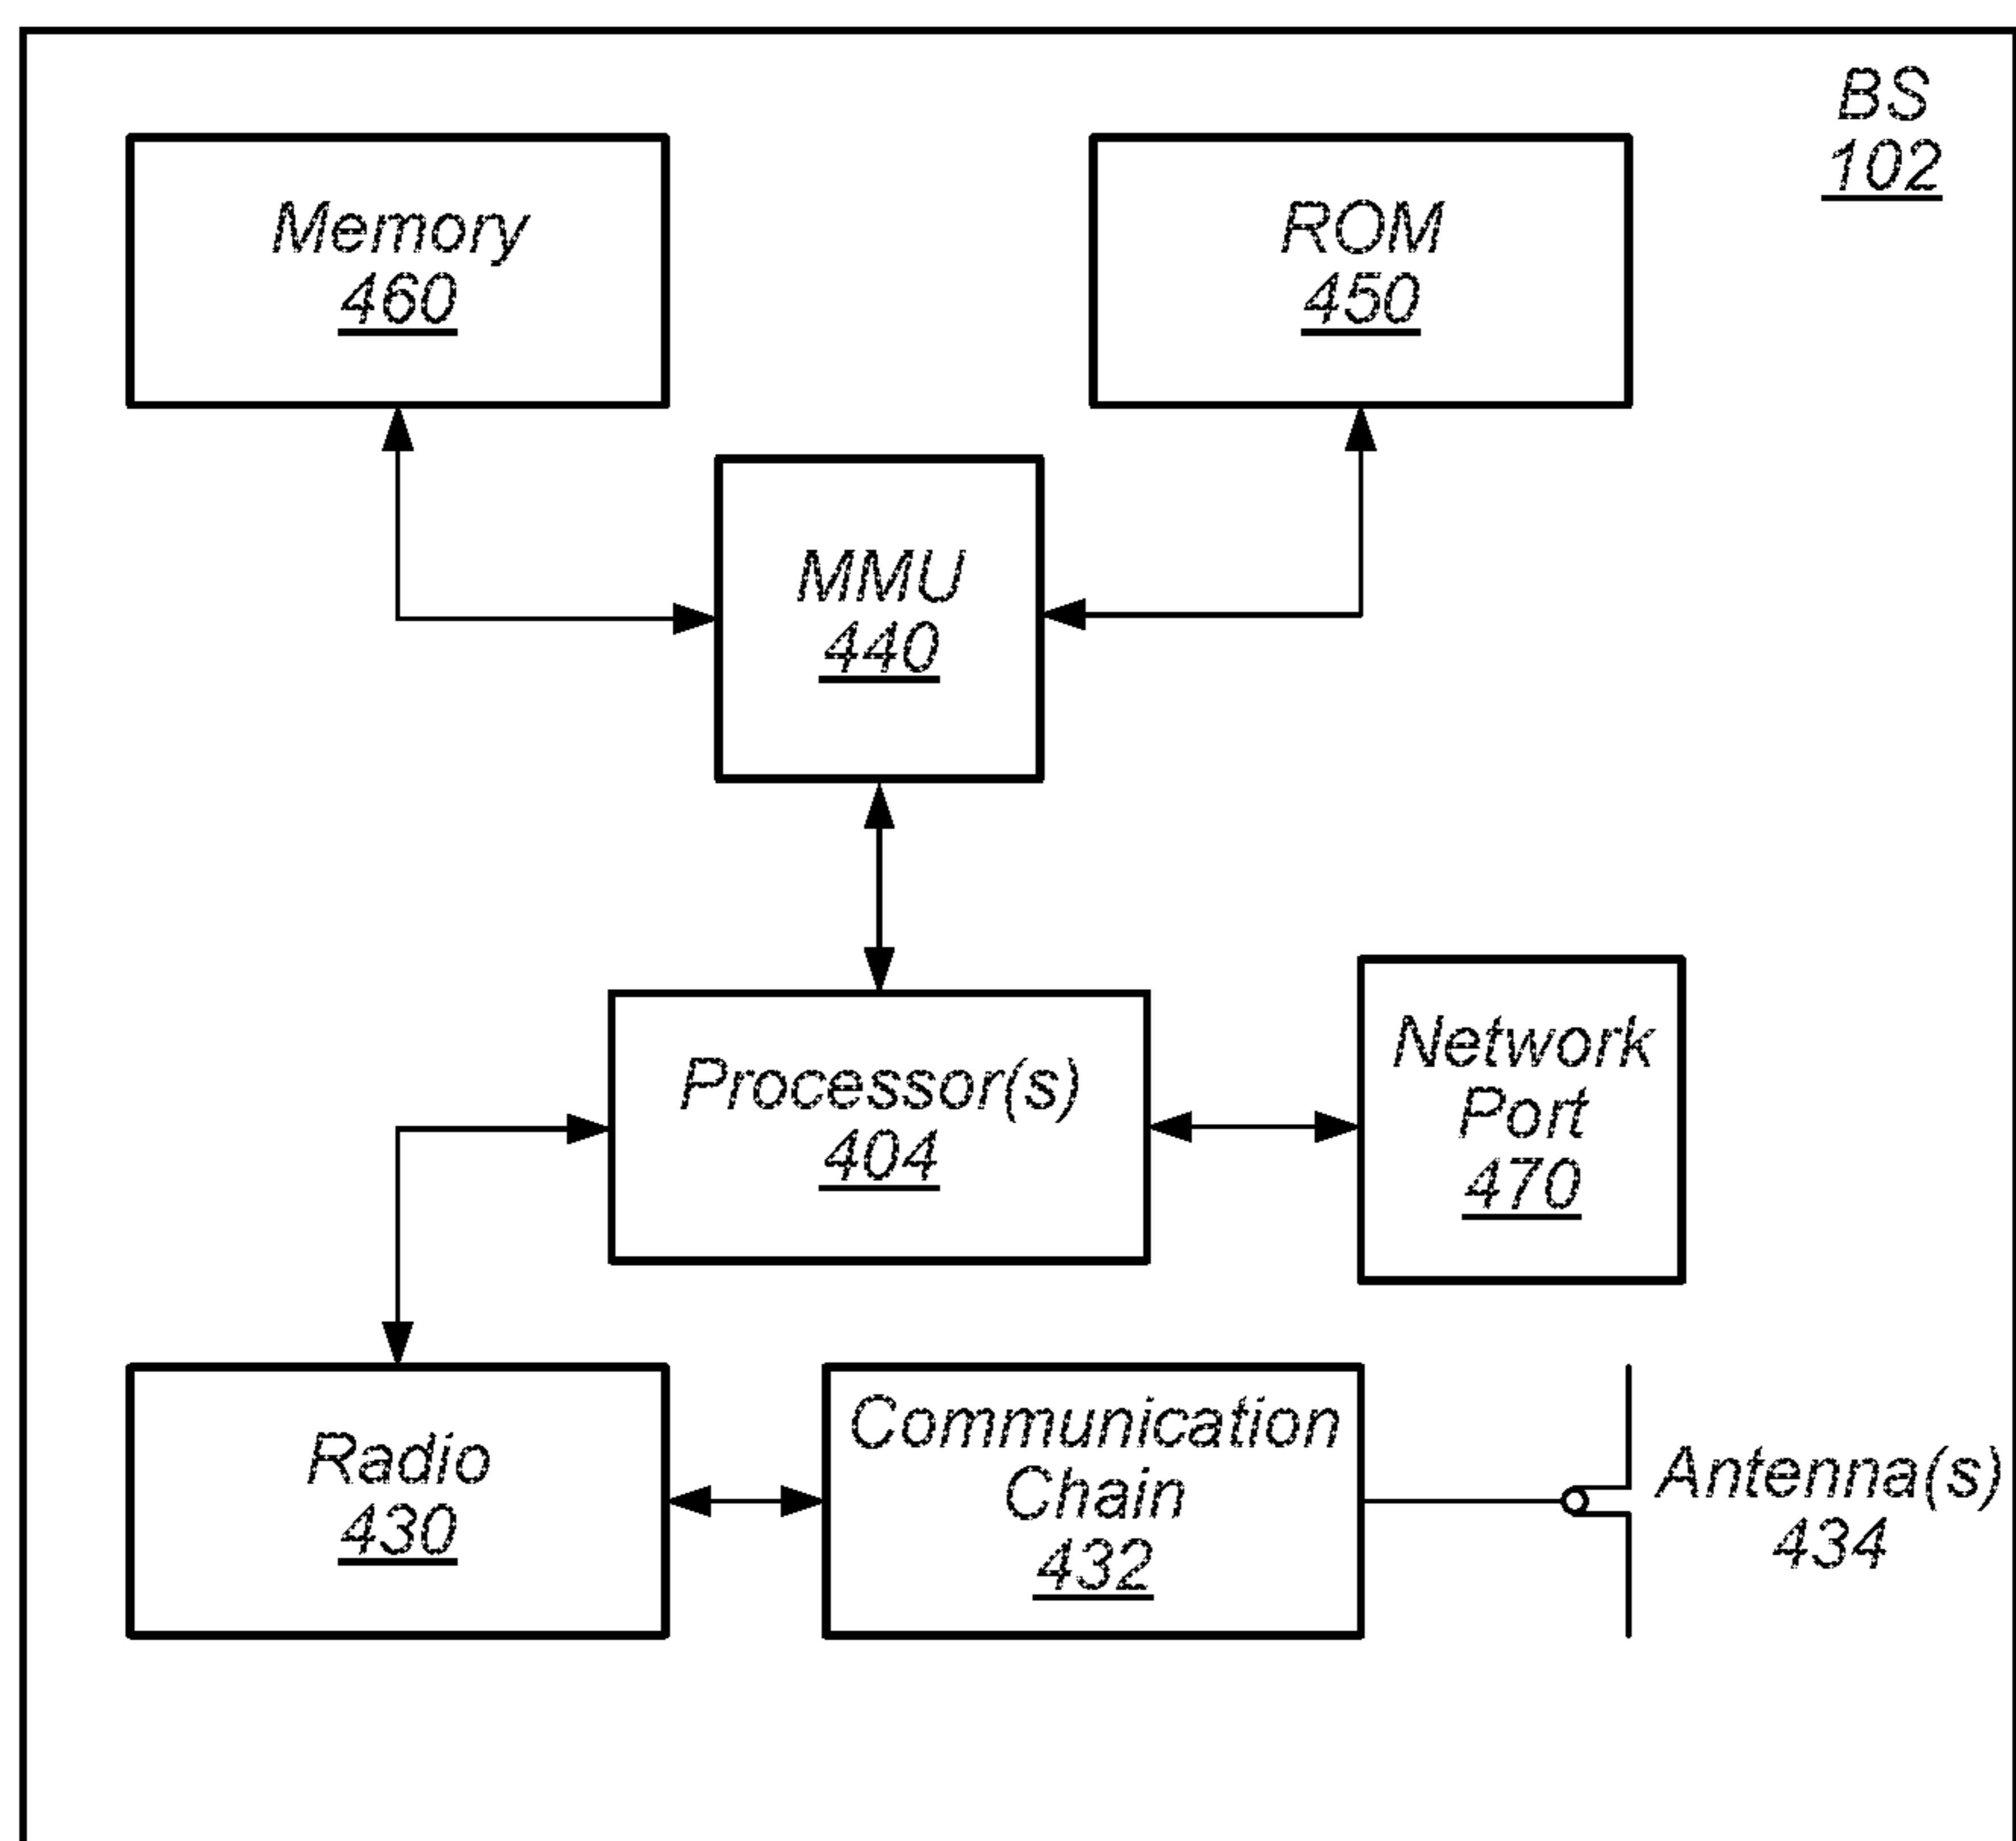 BS
102
Memory
460
ROM
450
MMU
440
Processor(s)
404
Network
Port
470
Radio
430
Communication
Chain
432
Antenna(s)
434